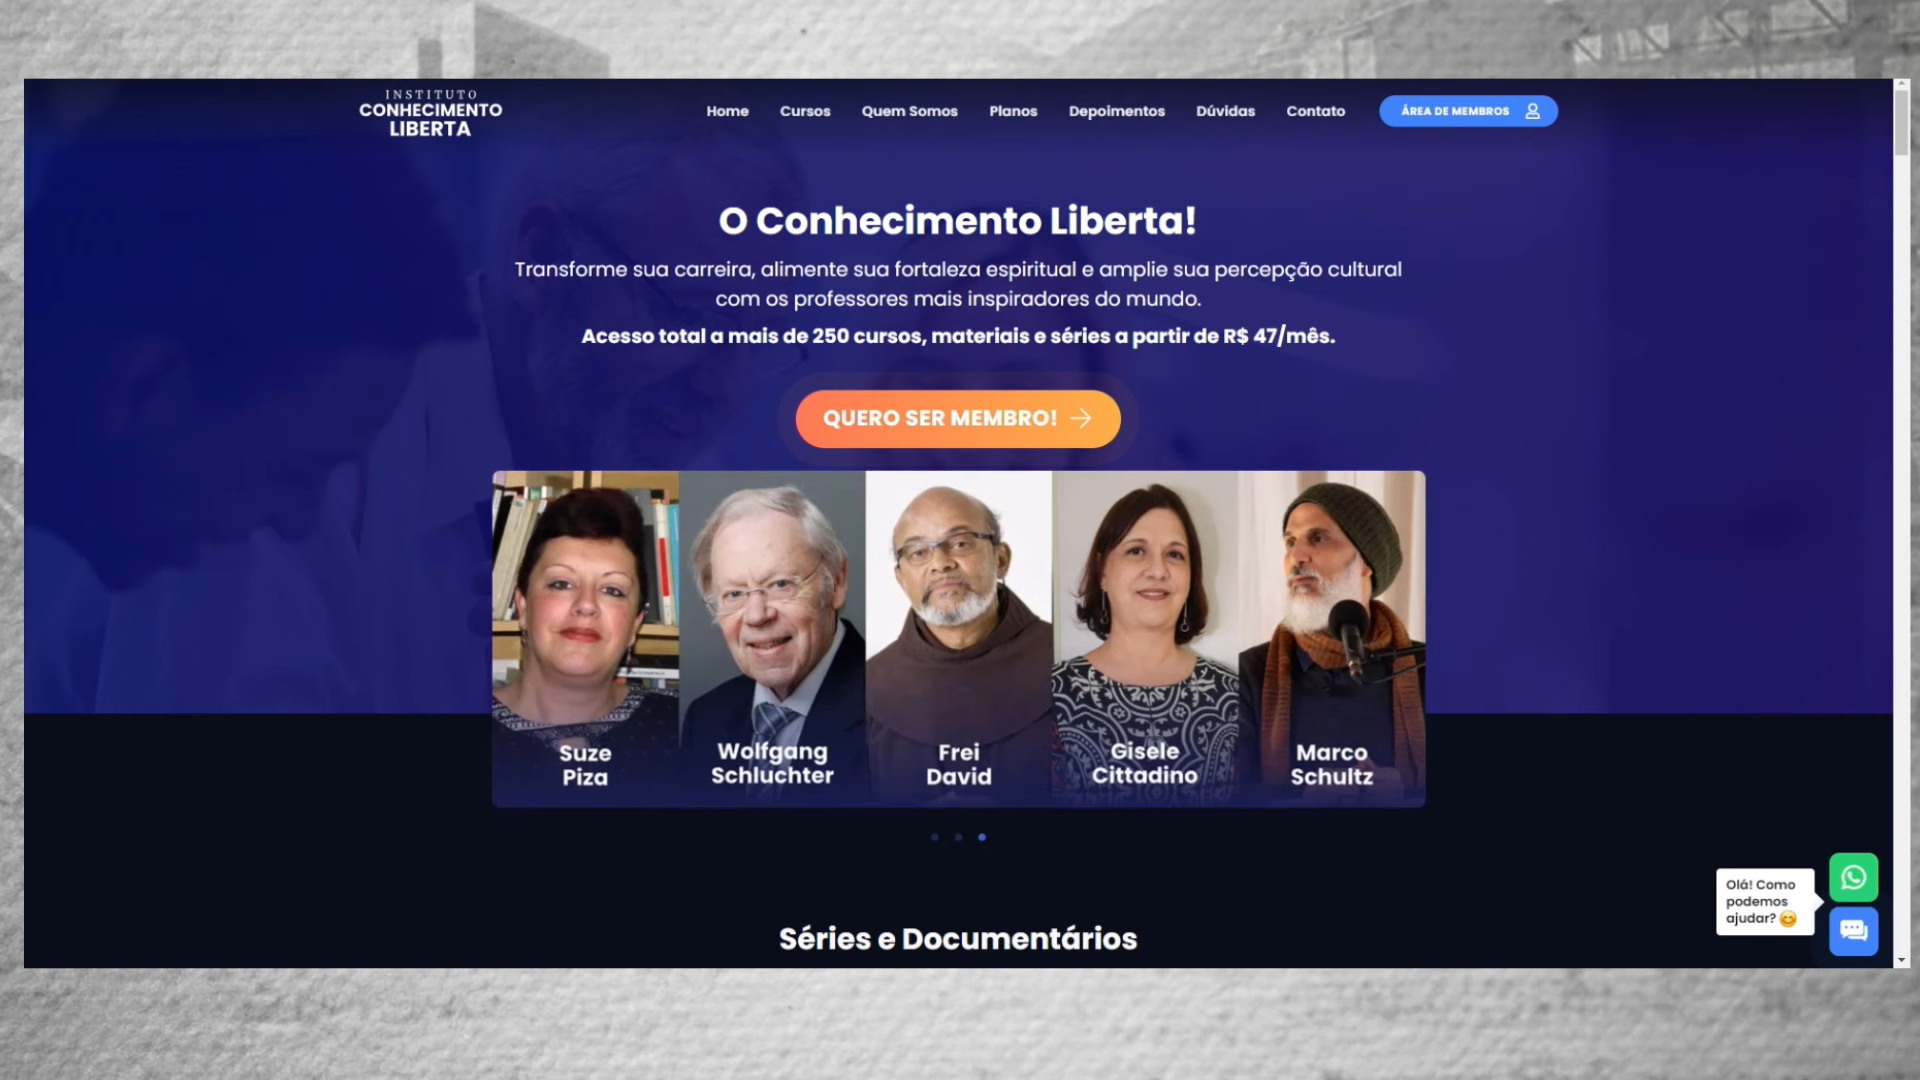 INSTITUTO
CONHECIMENTO
LIBERTA
Home Cursos Quem Somos Planos Depoimentos Dúvidas Contato ÁREA DE MEMBROS
O Conhecimento Liberta!
Transforme sua carreira, alimente sua fortaleza espiritual e amplie sua percepção cultural
com os professores mais inspiradores do mundo.
Acesso total a mais de 250 cursos, materiais e séries a partir de R$ 47/mês.
QUERO SER MEMBRO!
Suze
Piza
Wolfgang
Schluchter
Frei
David
Gisele
Cittadino
Marco
Schultz
Olá! Como
podemos
ajudar? 😊
Séries e Documentários